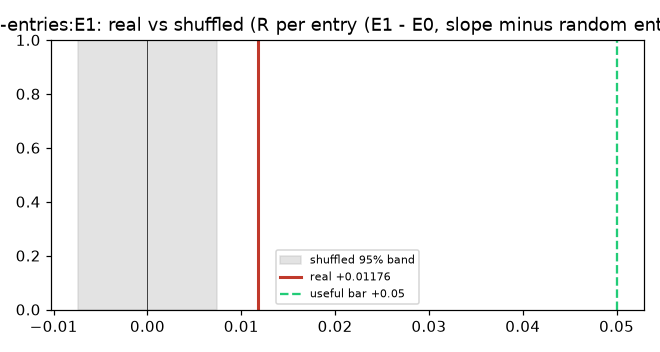 -entries:E1: real vs shuffled (R per entry (E1 - E0, slope minus random ent
1.0
0.8
0.6
0.4
0.2
0.0
shuffled 95% band
real +0.01176
useful bar +0.05
−0.01 0.00 0.01 0.02 0.03 0.04 0.05